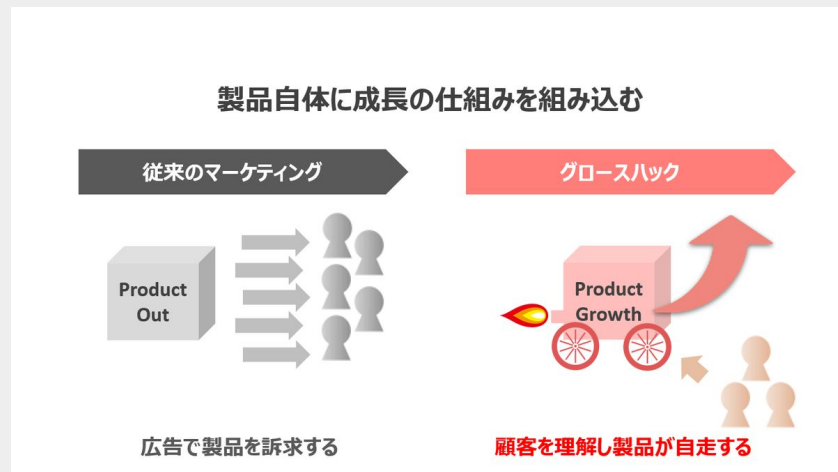 製品自体に成長の仕組みを組み込む
従来のマーケティング
グロースハック
Product
Out
Product
Growth
広告で製品を訴求する
顧客を理解し製品が自走する